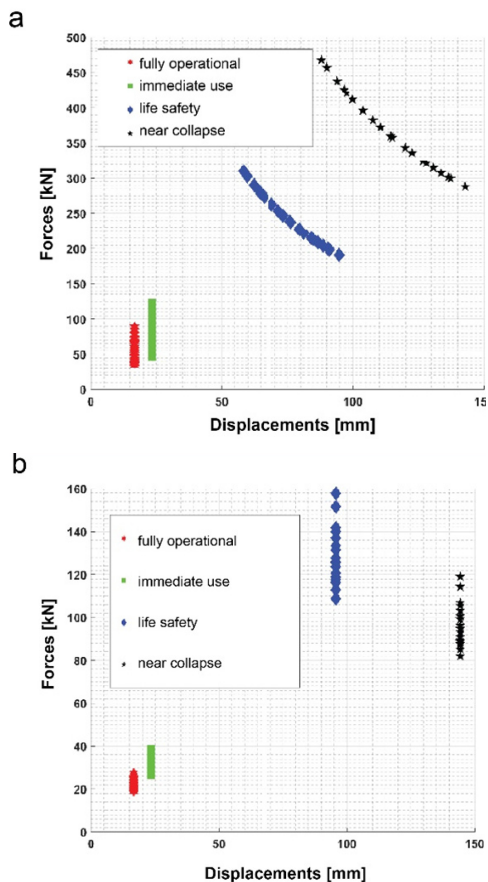 a
500
450
400
350
300
250
200
150
100
50
0
Forces [kN]
fully operational
immediate use
life safety
near collapse
0 50 100 150
Displacements [mm]
b
160
140
120
100
80
60
40
20
0
Forces [kN]
fully operational
immediate use
life safety
near collapse
0 50 100 150
Displacements [mm]